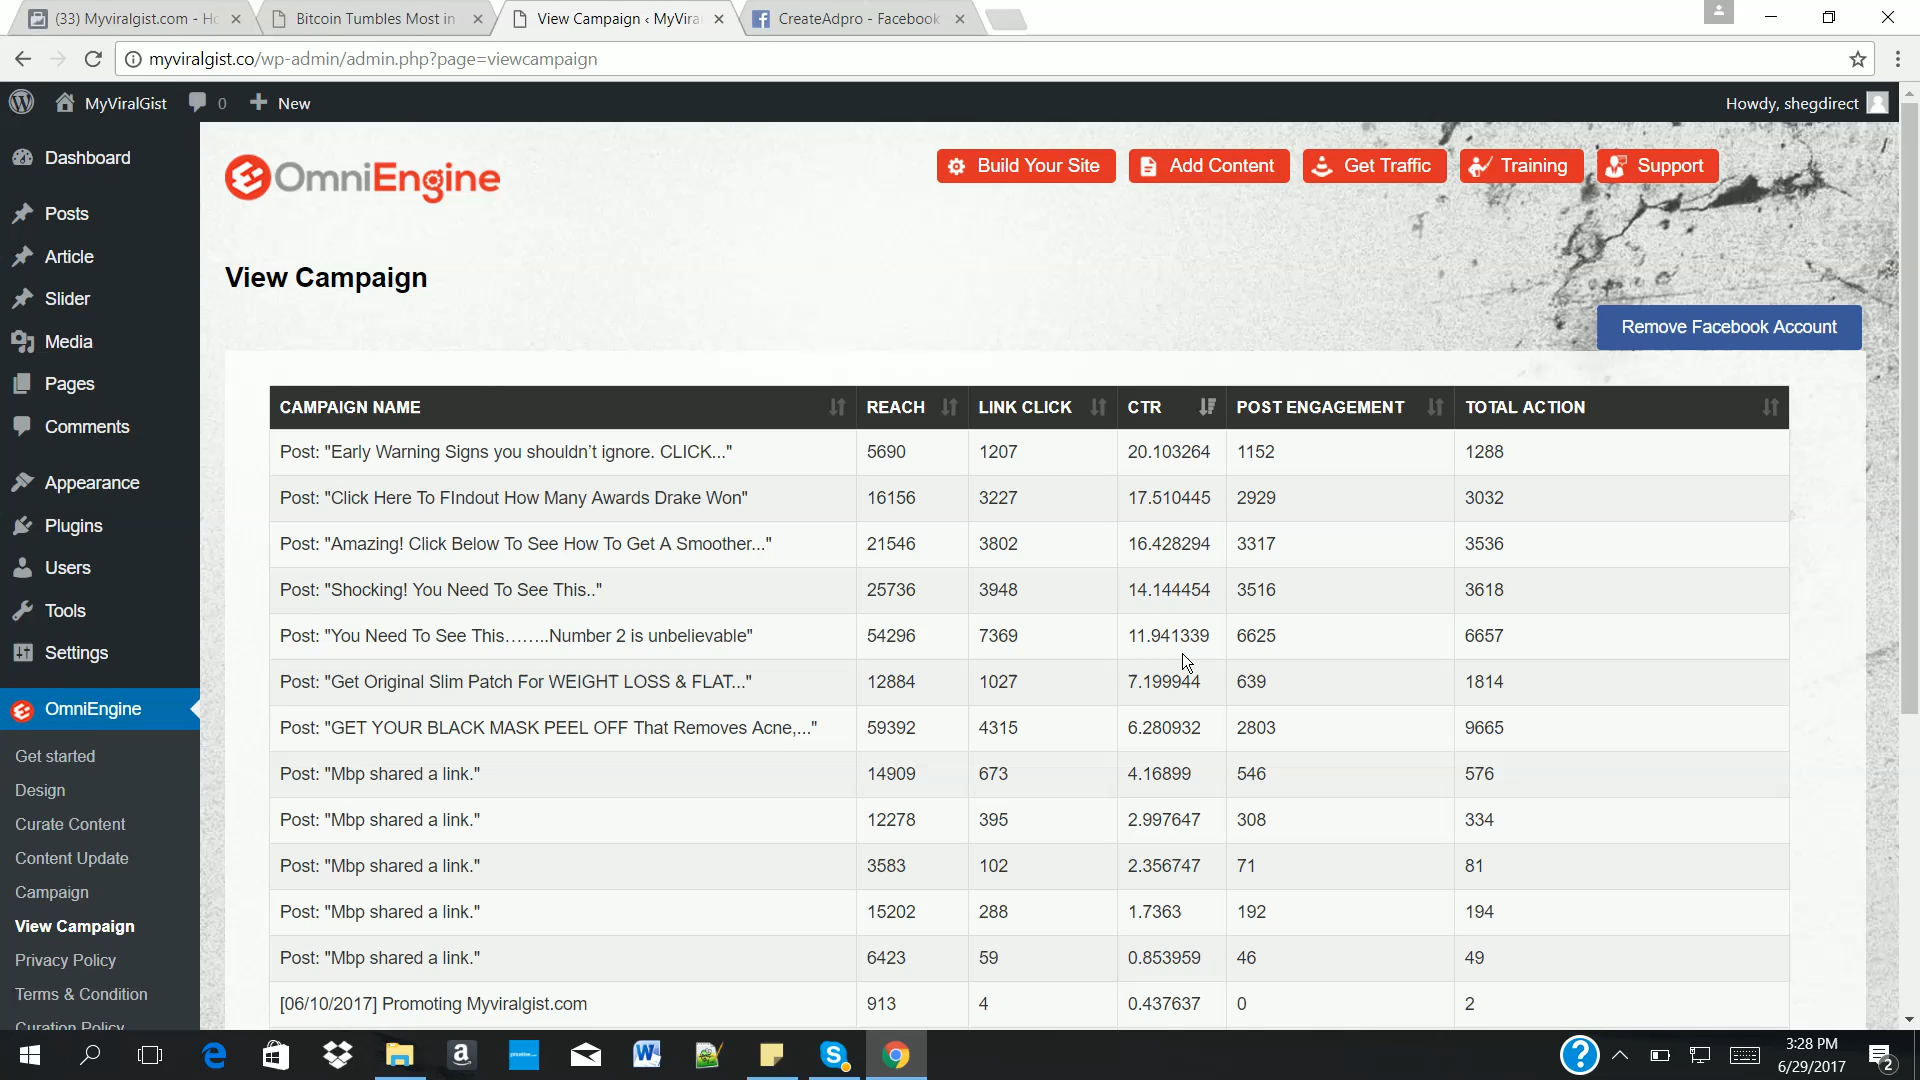 (33) Myviralgist.com - Ho
Bitcoin Tumbles Most in
View Campaign ‹ MyVira
CreateAdpro - Facebook
myviralgist.co/wp-admin/admin.php?page=viewcampaign
MyViralGist
0
New
Howdy, shegdirect
Dashboard
Posts
Article
Slider
Media
Pages
Comments
Appearance
Plugins
Users
Tools
Settings
OmniEngine
Get started
Design
Curate Content
Content Update
Campaign
View Campaign
Privacy Policy
Terms & Condition
Curation Policy
OmniEngine
Build Your Site
Add Content
Get Traffic
Training
Support
View Campaign
Remove Facebook Account
CAMPAIGN NAME REACH LINK CLICK CTR POST ENGAGEMENT TOTAL ACTION
Post: "Early Warning Signs you shouldn’t ignore. CLICK..." 5690 1207 20.103264 1152 1288
Post: "Click Here To FIndout How Many Awards Drake Won" 16156 3227 17.510445 2929 3032
Post: "Amazing! Click Below To See How To Get A Smoother..." 21546 3802 16.428294 3317 3536
Post: "Shocking! You Need To See This.." 25736 3948 14.144454 3516 3618
Post: "You Need To See This……..Number 2 is unbelievable" 54296 7369 11.941339 6625 6657
Post: "Get Original Slim Patch For WEIGHT LOSS & FLAT..." 12884 1027 7.199944 639 1814
Post: "GET YOUR BLACK MASK PEEL OFF That Removes Acne,..." 59392 4315 6.280932 2803 9665
Post: "Mbp shared a link." 14909 673 4.16899 546 576
Post: "Mbp shared a link." 12278 395 2.997647 308 334
Post: "Mbp shared a link." 3583 102 2.356747 71 81
Post: "Mbp shared a link." 15202 288 1.7363 192 194
Post: "Mbp shared a link." 6423 59 0.853959 46 49
[06/10/2017] Promoting Myviralgist.com 913 4 0.437637 0 2
3:28 PM
6/29/2017
2